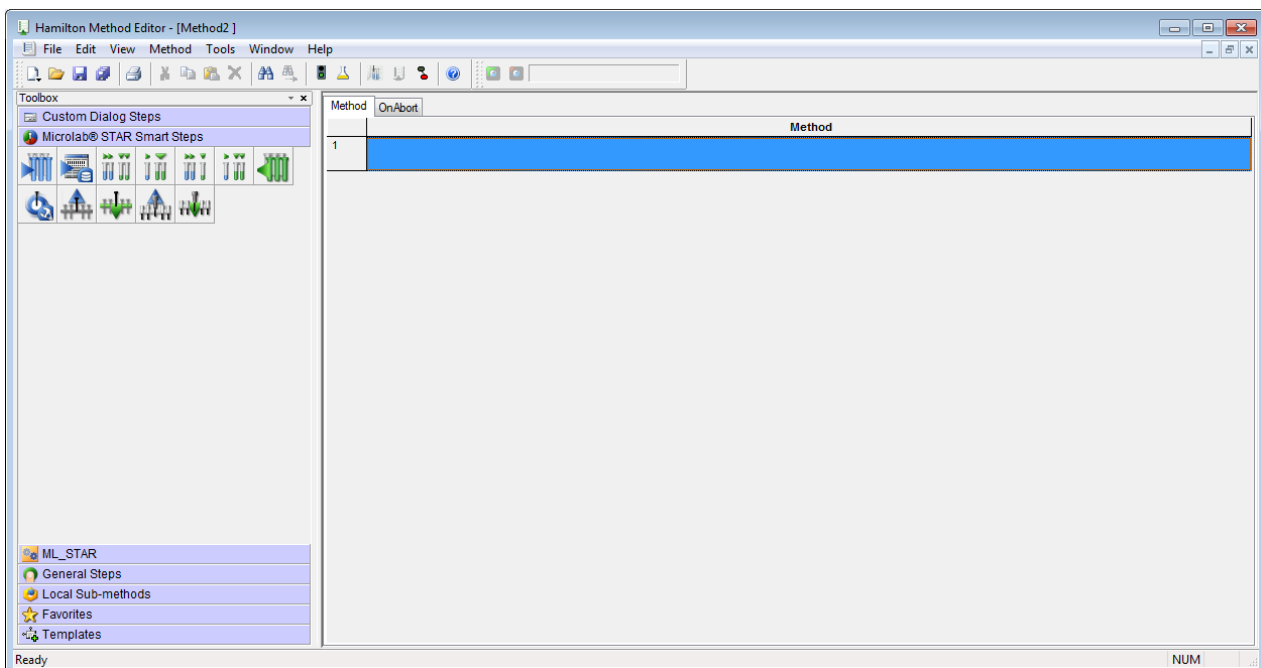 Hamilton Method Editor - [Method2 ]
File Edit View Method Tools Window Help
Toolbox
Custom Dialog Steps
Microlab® STAR Smart Steps
ML_STAR
General Steps
Local Sub-methods
Favorites
Templates
Method OnAbort
Method
1
Ready NUM